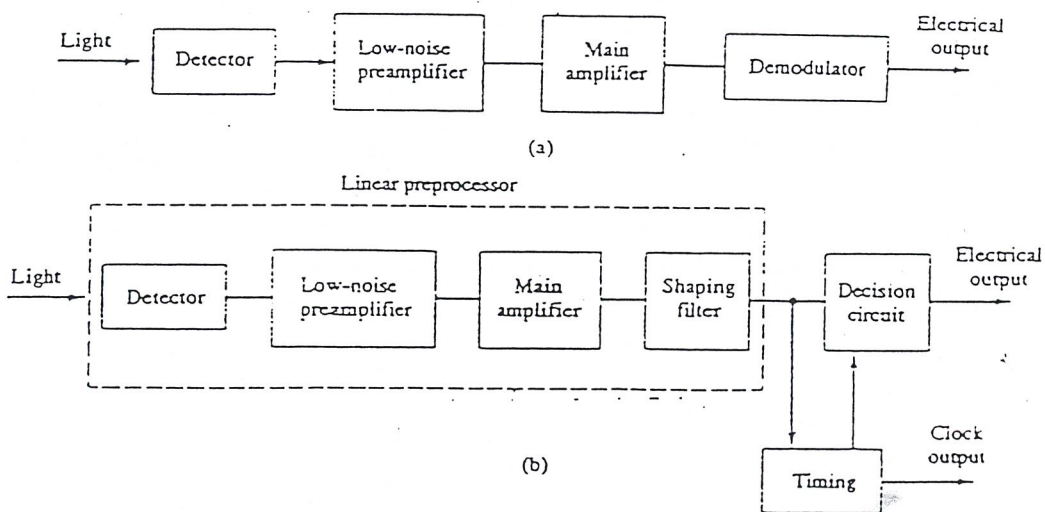 Light
Detector
Low-noise
preamplifier
Main
amplifier
Demodulator
Electrical
output
(a)
Linear preprocessor
Light
Detector
Low-noise
preamplifier
Main
amplifier
Shaping
filter
Decision
circuit
Electrical
output
Timing
Clock
output
(b)